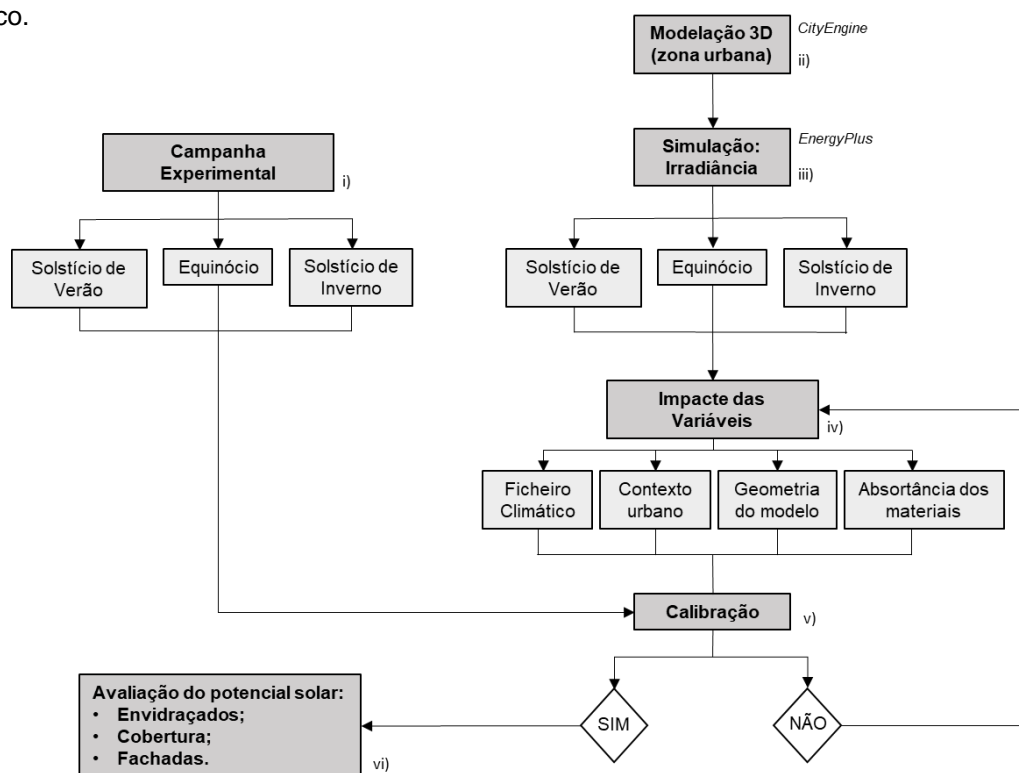 co.
Modelação 3D
(zona urbana)
CityEngine
ii)
Simulação:
Irradiância
EnergyPlus
iii)
Campanha
Experimental
i)
Solstício de
Verão
Equinócio
Solstício de
Inverno
Solstício de
Verão
Equinócio
Solstício de
Inverno
Impacte das
Variáveis
iv)
Ficheiro
Climático
Contexto
urbano
Geometria
do modelo
Absortância dos
materiais
Calibração
v)
SIM
NÃO
Avaliação do potencial solar:
• Envidraçados;
• Cobertura;
• Fachadas.
vi)